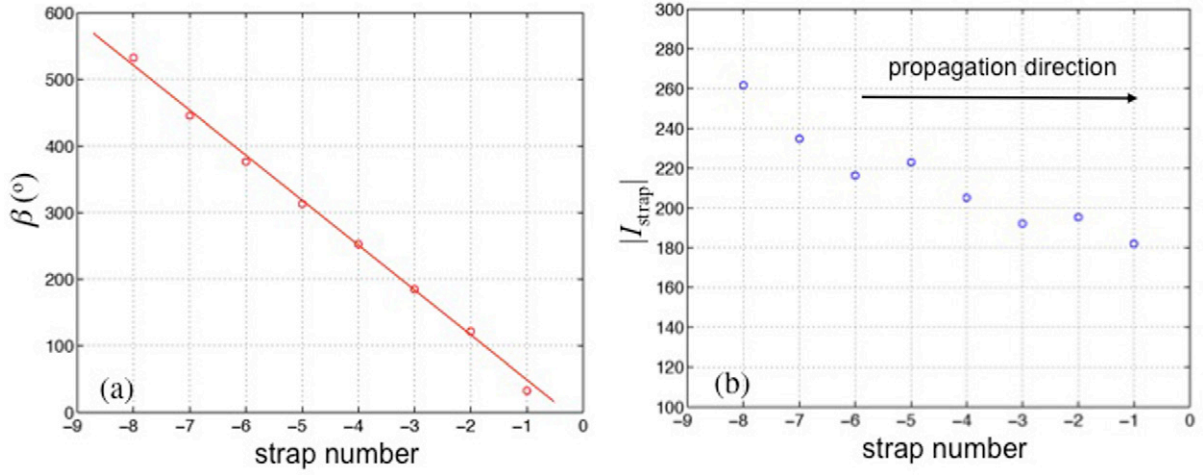 600
500
400
300
200
100
0
β (º)
−9 −8 −7 −6 −5 −4 −3 −2 −1 0
strap number
(a)
300
280
260
240
220
200
180
160
140
120
100
|I_strap|
propagation direction
−9 −8 −7 −6 −5 −4 −3 −2 −1 0
strap number
(b)